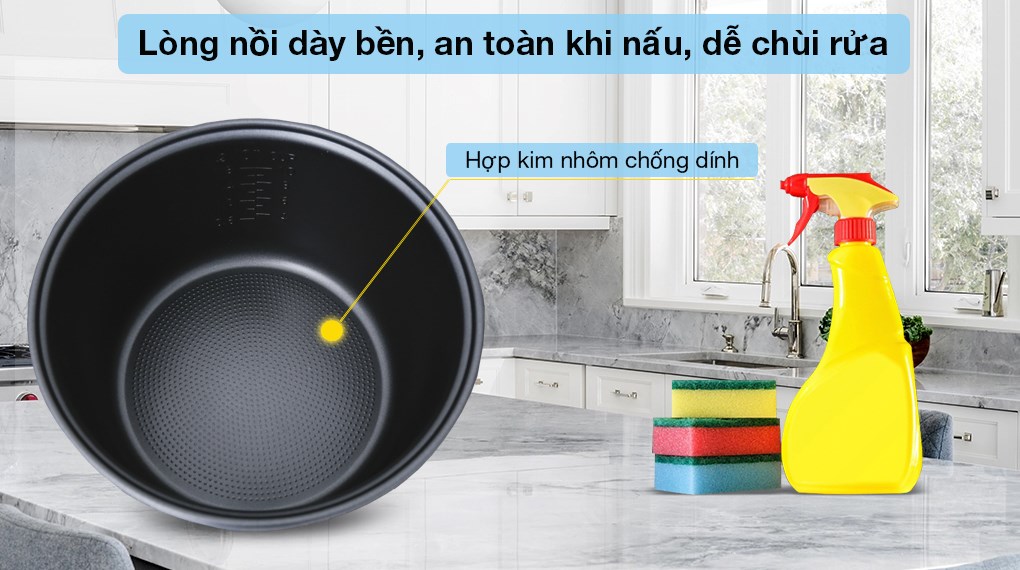 Lòng nồi dày bền, an toàn khi nấu, dễ chùi rửa
Hợp kim nhôm chống dính